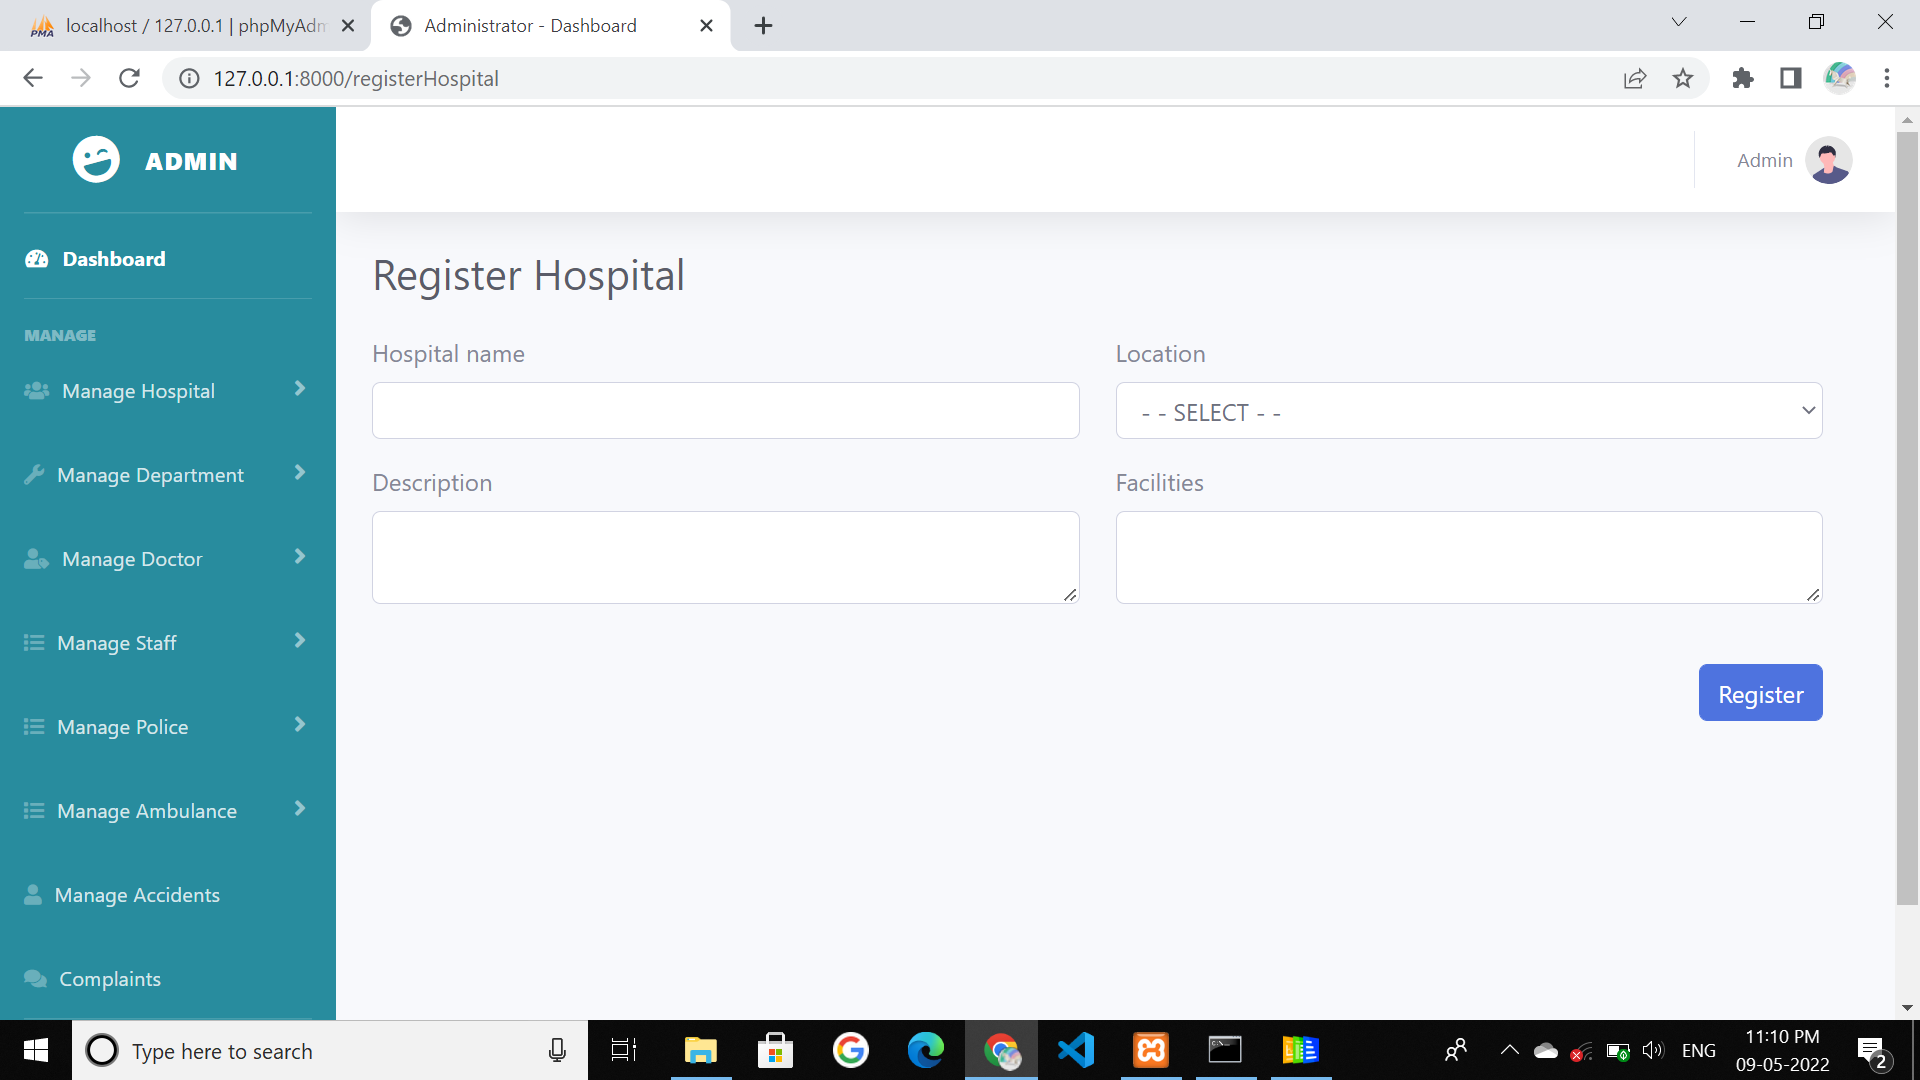 localhost / 127.0.0.1 | phpMyAdm
Administrator - Dashboard
127.0.0.1:8000/registerHospital
ADMIN
Admin
Dashboard
MANAGE
Manage Hospital
Manage Department
Manage Doctor
Manage Staff
Manage Police
Manage Ambulance
Manage Accidents
Complaints
Register Hospital
Hospital name
Location
- - SELECT - -
Description
Facilities
Register
Type here to search
ENG
11:10 PM
09-05-2022
2